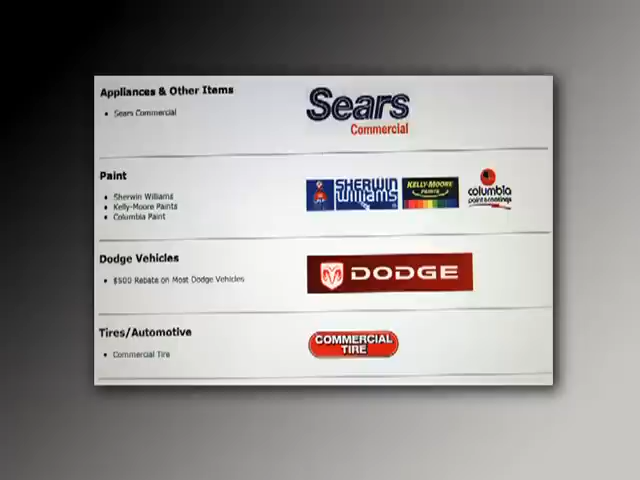 Appliances & Other Items
Sears Commercial
Sears
Commercial
Paint
Sherwin Williams
Kelly-Moore Paints
Columbia Paint
SHERWIN
WILLIAMS
KELLY-MOORE
PAINTS
columbia
paint & coatings
Dodge Vehicles
$500 Rebate on Most Dodge Vehicles
DODGE
Tires/Automotive
Commercial Tire
COMMERCIAL
TIRE